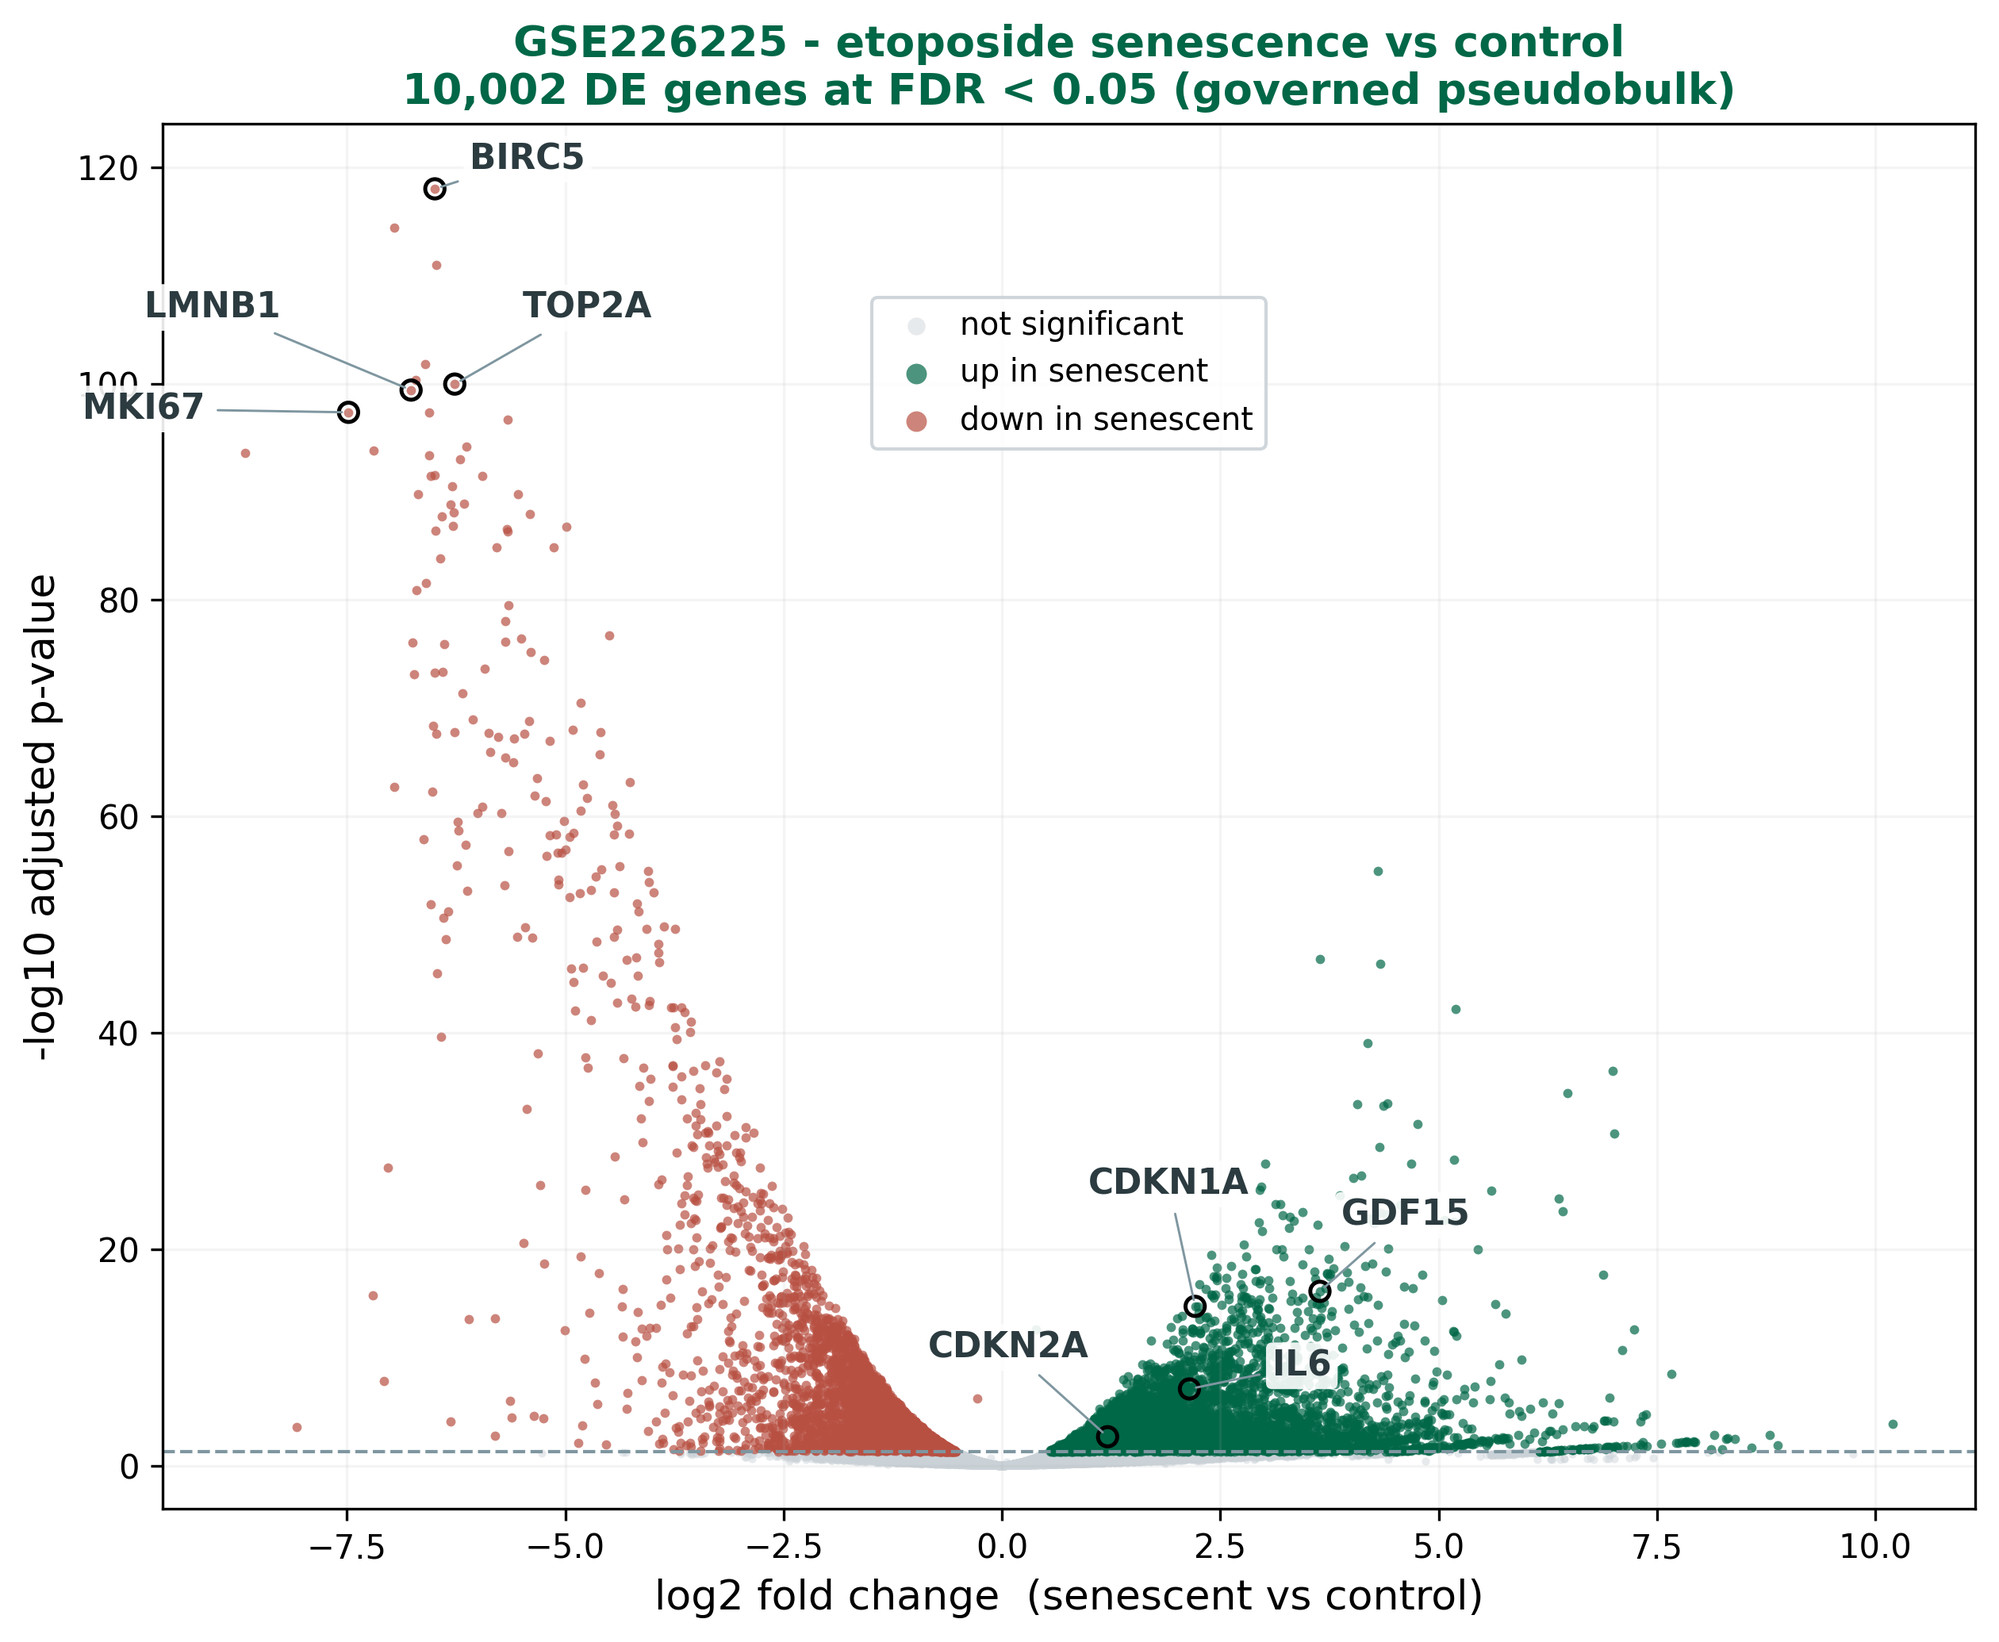 GSE226225 - etoposide senescence vs control
10,002 DE genes at FDR < 0.05 (governed pseudobulk)
BIRC5
LMNB1
TOP2A
MKI67
not significant
up in senescent
down in senescent
CDKN1A
GDF15
CDKN2A
IL6
120
100
80
60
40
20
0
-log10 adjusted p-value
−7.5
−5.0
−2.5
0.0
2.5
5.0
7.5
10.0
log2 fold change  (senescent vs control)